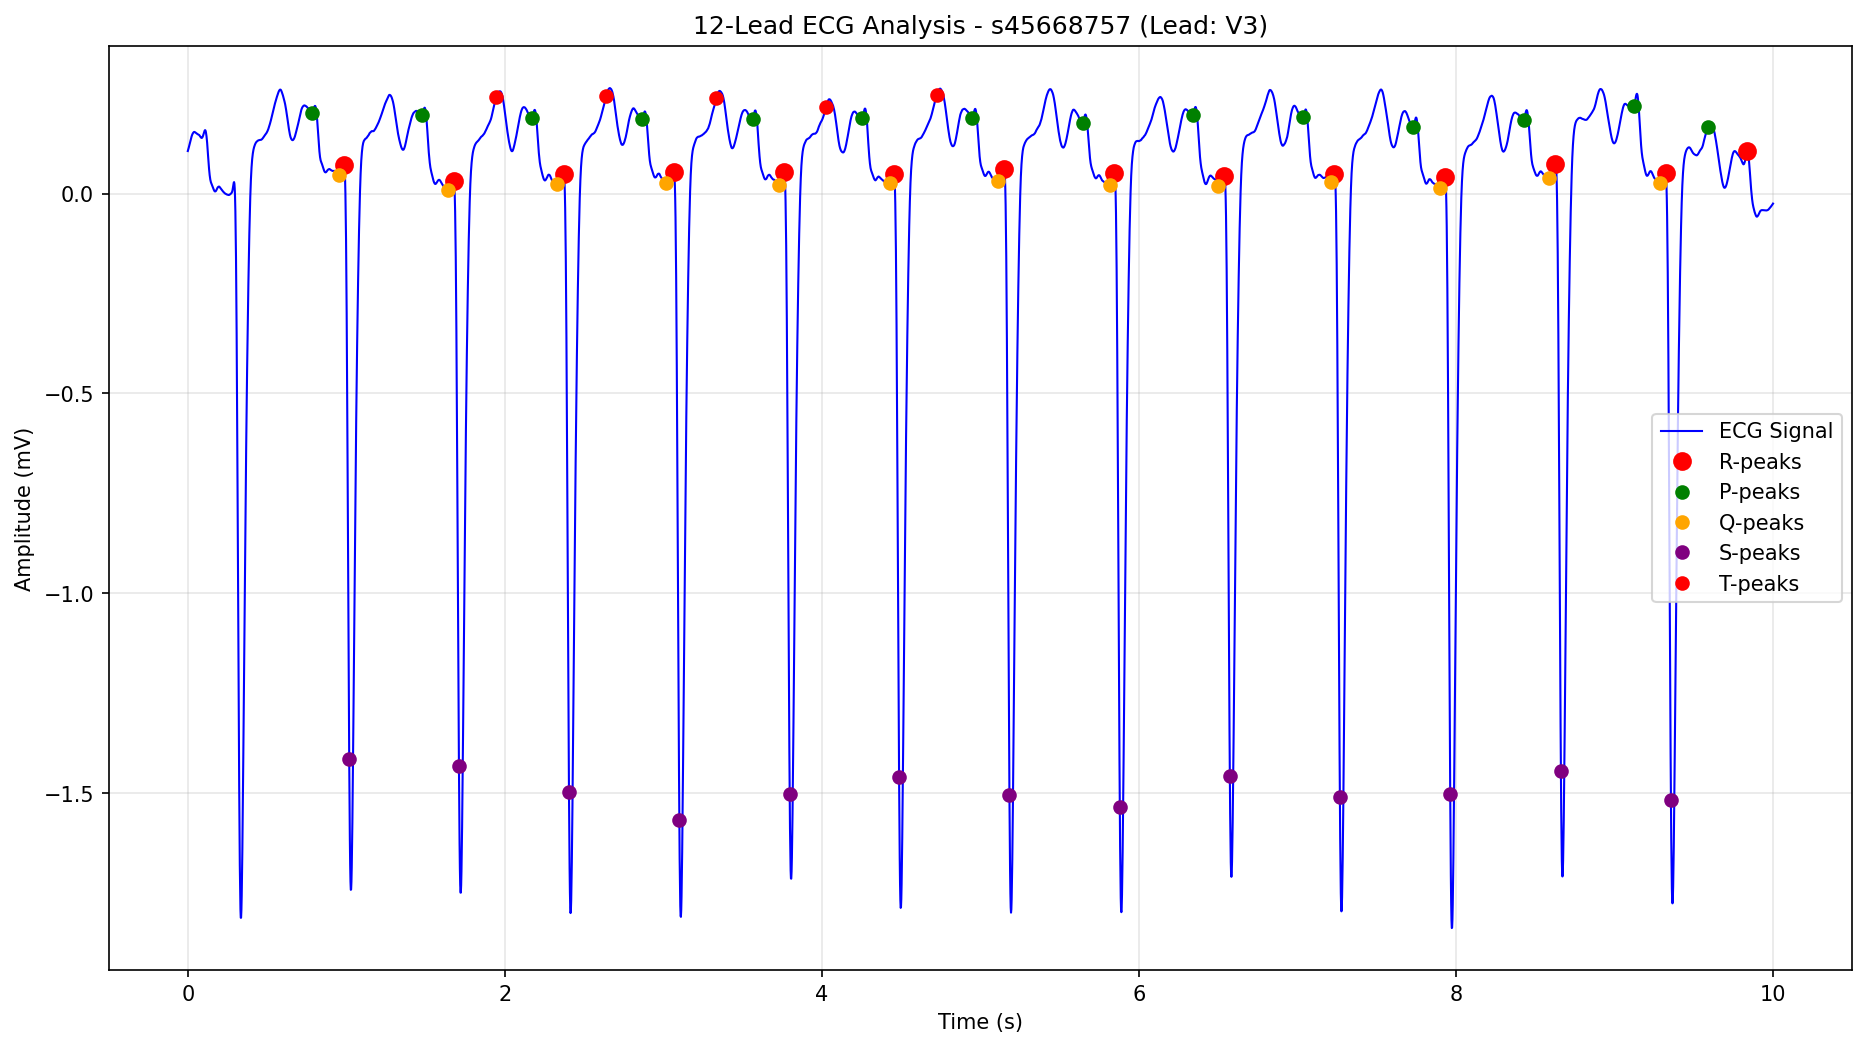 12-Lead ECG Analysis - s45668757 (Lead: V3)
Amplitude (mV)
0.0
−0.5
−1.0
−1.5
ECG Signal
R-peaks
P-peaks
Q-peaks
S-peaks
T-peaks
0 2 4 6 8 10
Time (s)